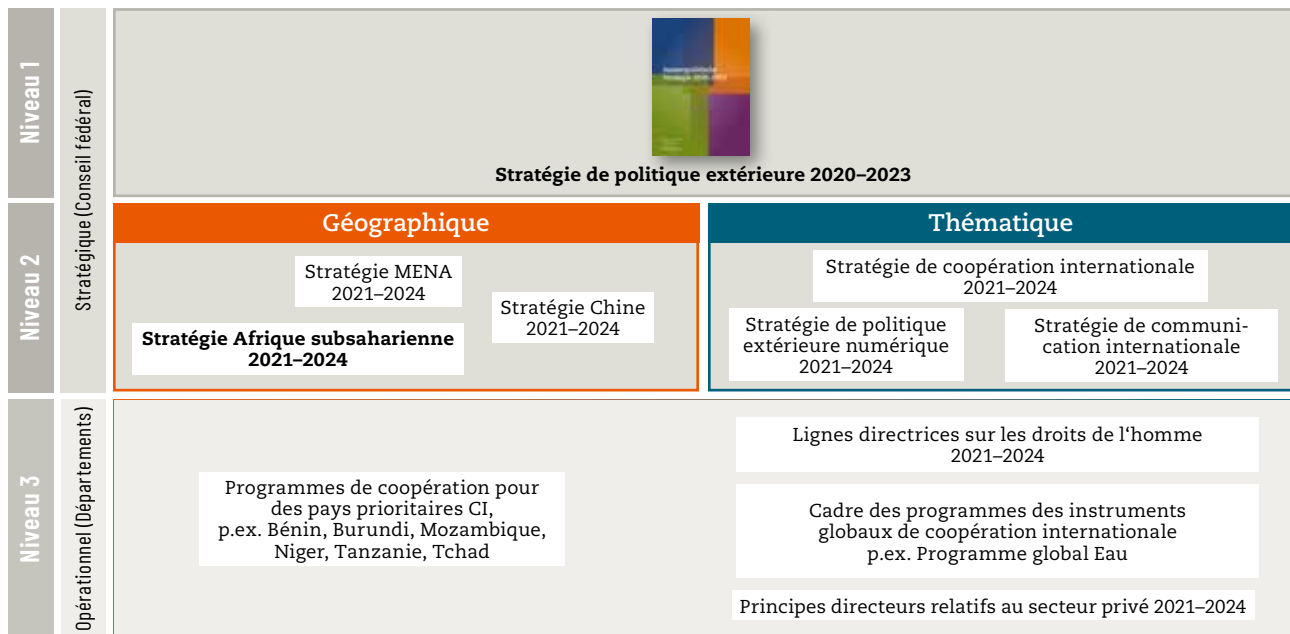 Niveau 1
Stratégique (Conseil fédéral)
Stratégie de politique extérieure 2020–2023
Niveau 2
Géographique
Stratégie MENA
2021–2024
Stratégie Chine
2021–2024
Stratégie Afrique subsaharienne
2021–2024
Thématique
Stratégie de coopération internationale
2021–2024
Stratégie de politique
extérieure numérique
2021–2024
Stratégie de communi-
cation internationale
2021–2024
Niveau 3
Opérationnel (Départements)
Programmes de coopération pour
des pays prioritaires CI,
p.ex. Bénin, Burundi, Mozambique,
Niger, Tanzanie, Tchad
Lignes directrices sur les droits de l‘homme
2021–2024
Cadre des programmes des instruments
globaux de coopération internationale
p.ex. Programme global Eau
Principes directeurs relatifs au secteur privé 2021–2024